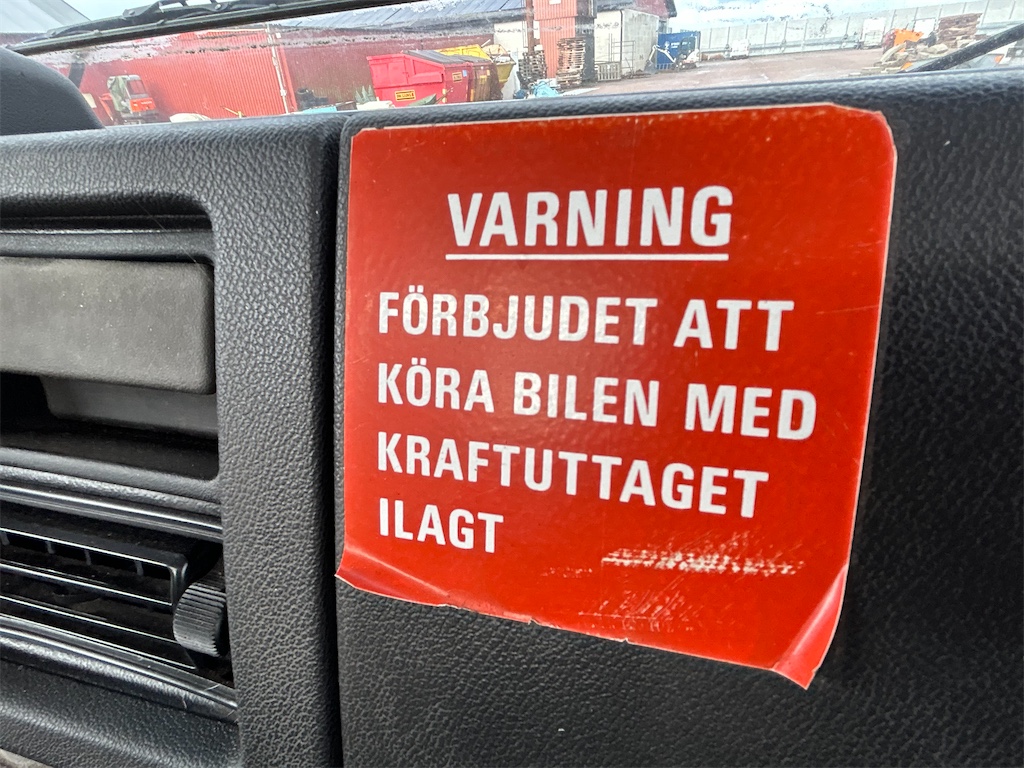 VARNING
FÖRBJUDET ATT
KÖRA BILEN MED
KRAFTUTTAGET
ILAGT